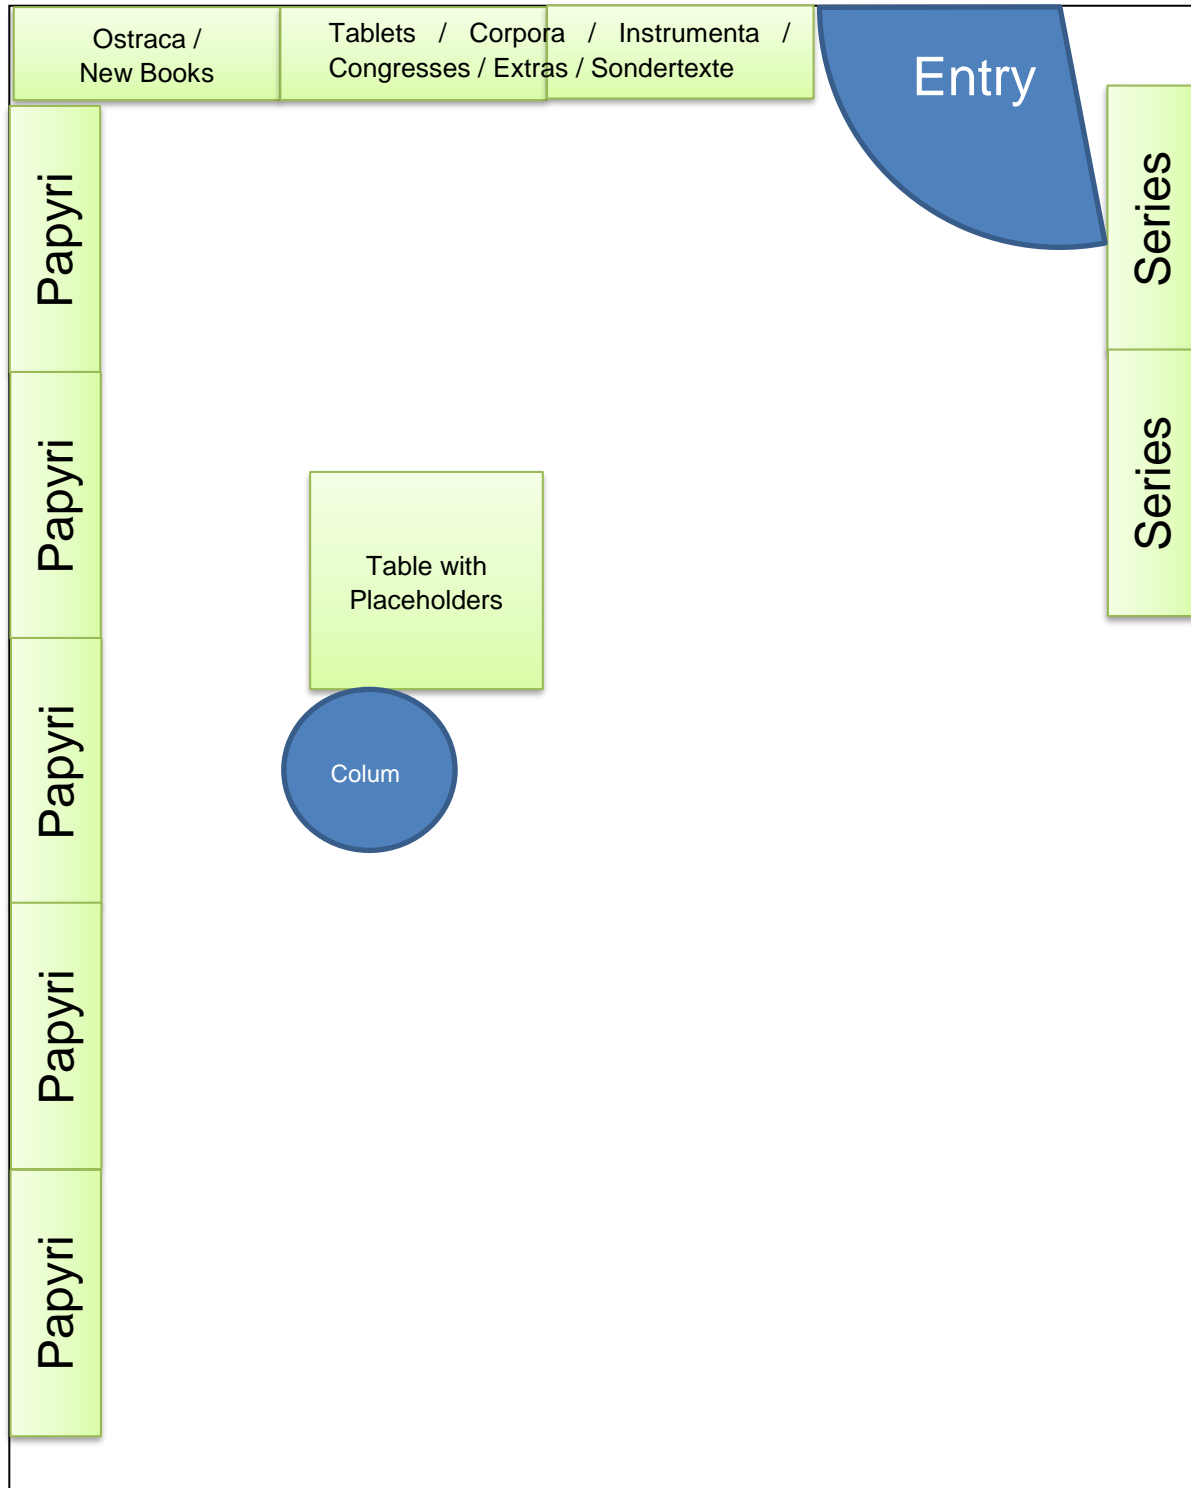 Ostraca /
New Books
Tablets / Corpora / Instrumenta /
Congresses / Extras / Sondertexte
Entry
Series
Series
Papyri
Papyri
Papyri
Papyri
Papyri
Table with
Placeholders
Colum